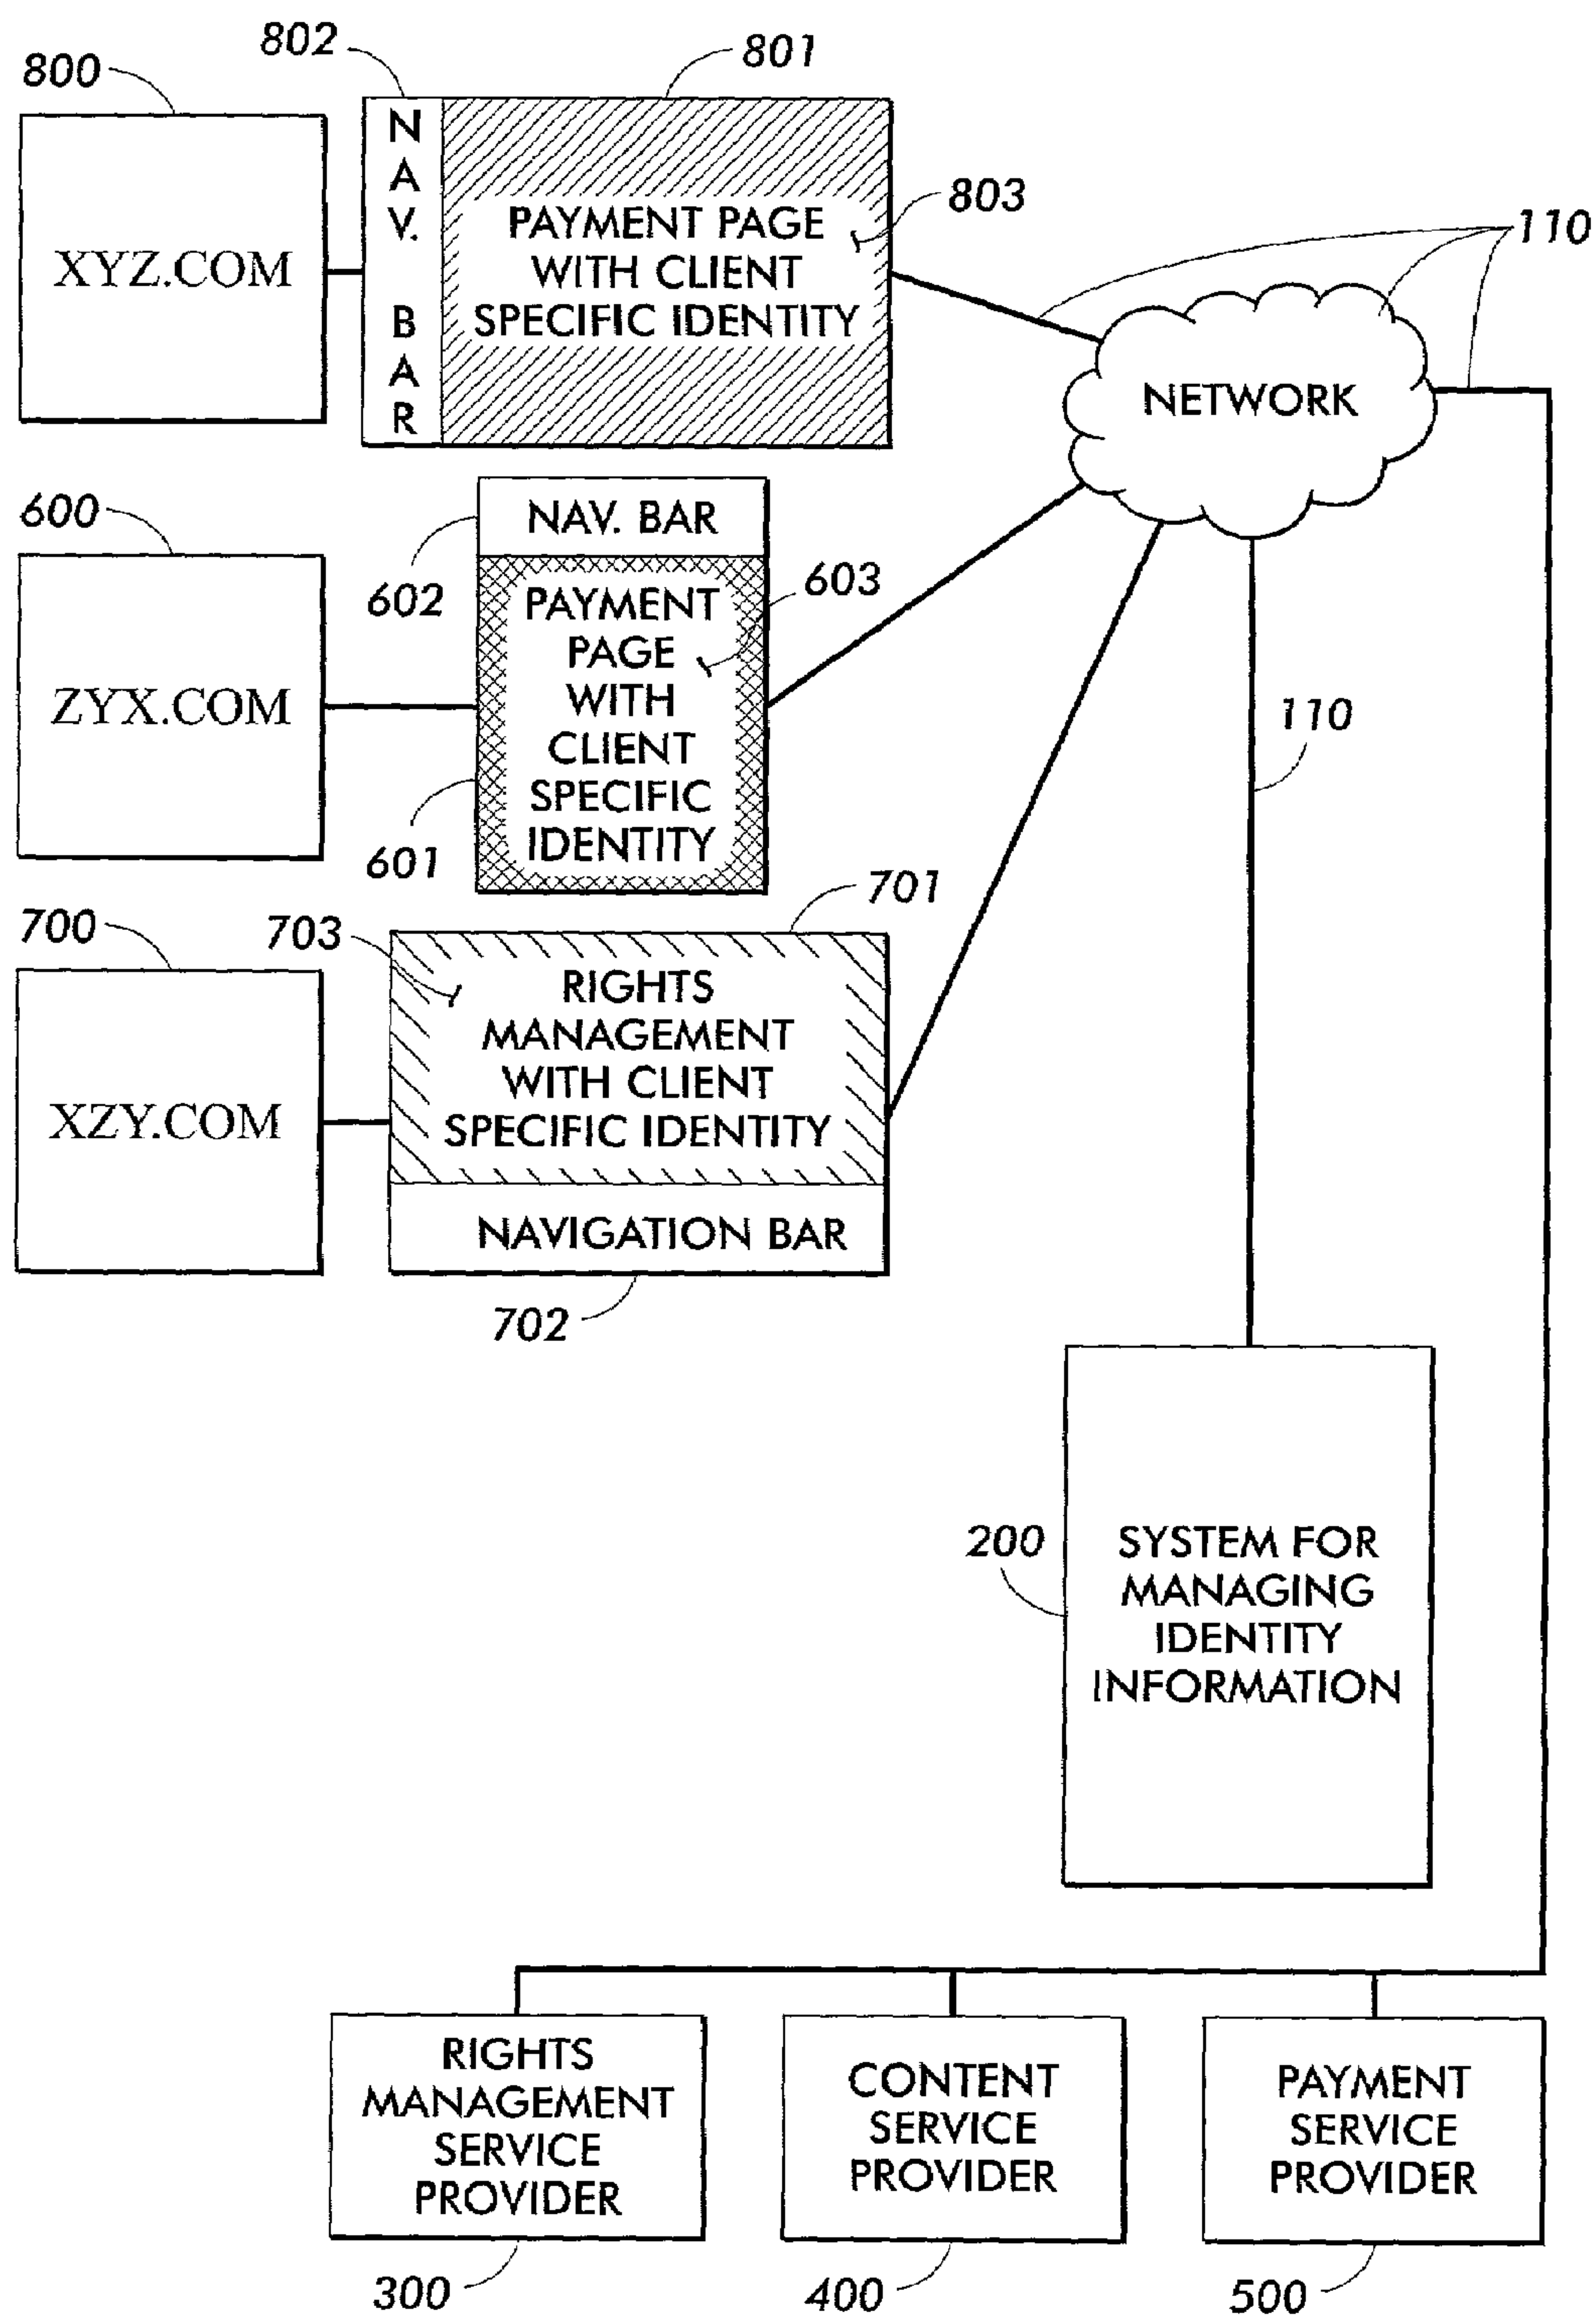 802
801
800
N
A
V.
B
A
R
803
XYZ.COM
PAYMENT PAGE
WITH CLIENT
SPECIFIC IDENTITY
110
NETWORK
600
NAV. BAR
602
603
ZYX.COM
PAYMENT
PAGE
WITH
CLIENT
SPECIFIC
IDENTITY
601
110
700
703
701
XZY.COM
RIGHTS
MANAGEMENT
WITH CLIENT
SPECIFIC IDENTITY
NAVIGATION BAR
702
200
SYSTEM FOR
MANAGING
IDENTITY
INFORMATION
RIGHTS
MANAGEMENT
SERVICE
PROVIDER
CONTENT
SERVICE
PROVIDER
PAYMENT
SERVICE
PROVIDER
300
400
500